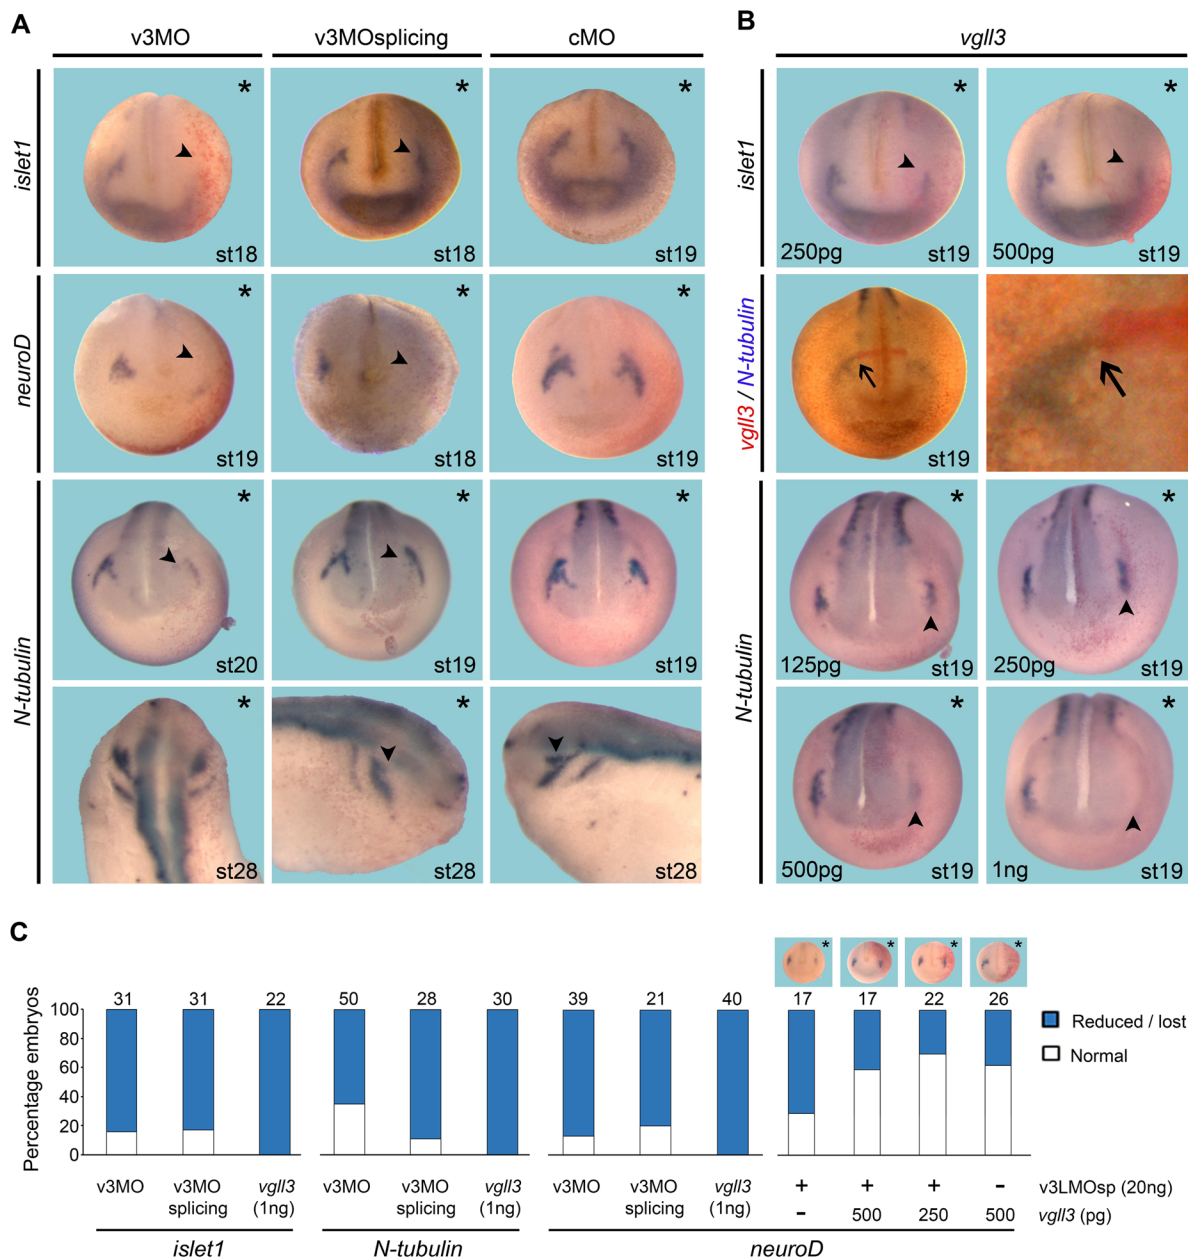 A
v3MO v3MOsplicing cMO
islet1
* * *
st18 st18 st19
neuroD
* * *
st19 st18 st19
N-tubulin
* * *
st20 st19 st19
* *
st28 st28 st28
B
vgll3
islet1
* *
250pg st19 500pg st19
vgll3 / N-tubulin
st19
N-tubulin
* *
125pg st19 250pg st19
* *
500pg st19 1ng st19
C
* * * *
31 31 22 50 28 30 39 21 40 17 17 22 26
Percentage embryos
100
80
60
40
20
0
Reduced / lost
Normal
v3MO v3MO splicing vgll3 (1ng) v3MO v3MO splicing vgll3 (1ng) v3MO v3MO splicing vgll3 (1ng)
+ + + - v3LMOsp (20ng)
- 500 250 500 vgll3 (pg)
islet1 N-tubulin neuroD